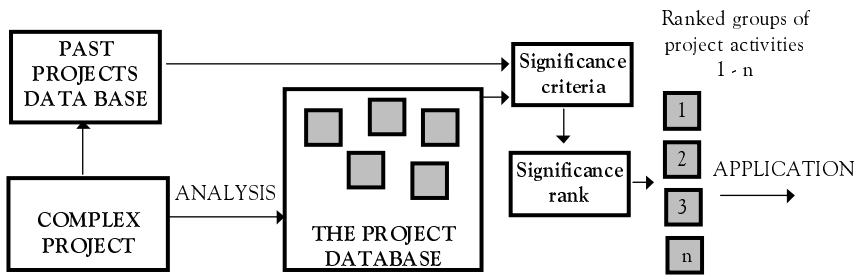 PAST
PROJECTS
DATA BASE
COMPLEX
PROJECT
ANALYSIS
THE PROJECT
DATABASE
Significance
criteria
Significance
rank
Ranked groups of
project activities
1 - n
1
2
3
n
APPLICATION